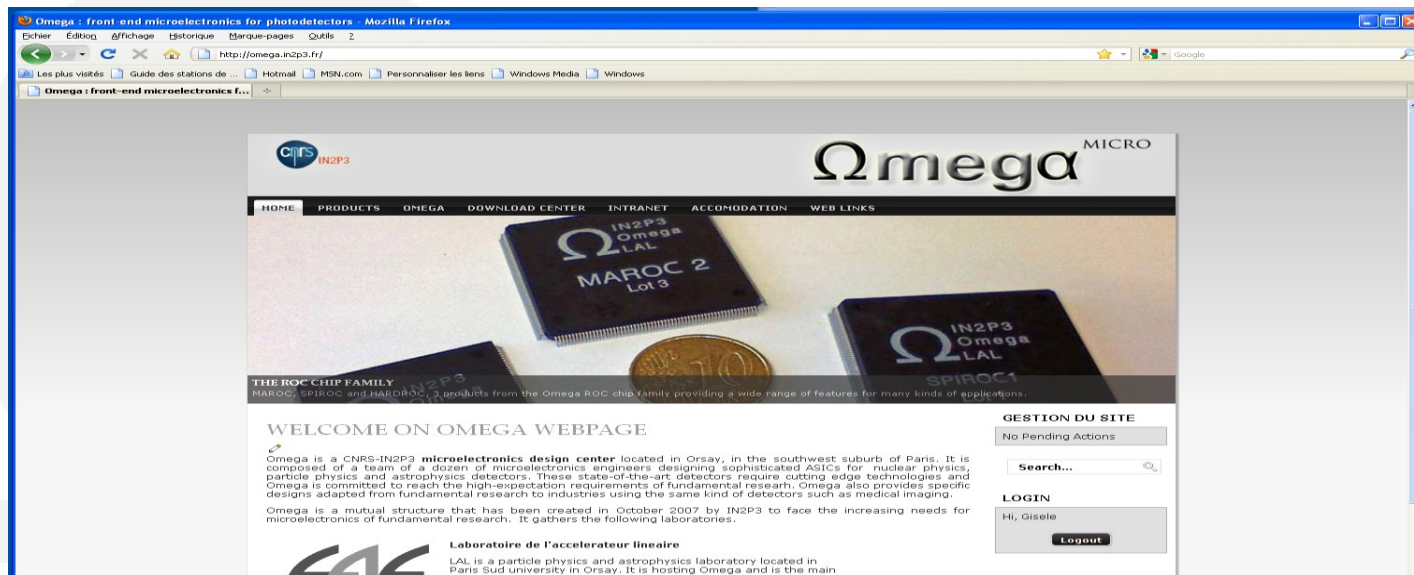 Omega : front-end microelectronics for photodetectors - Mozilla Firefox
Fichier Édition Affichage Historique Marque-pages Outils ?
http://omega.in2p3.fr/
Google
Les plus visités Guide des stations de ... Hotmail MSN.com Personnaliser les liens Windows Media Windows
Omega : front-end microelectronics f...
cnrs IN2P3
Ωmegα MICRO
HOME PRODUCTS OMEGA DOWNLOAD CENTER INTRANET ACCOMODATION WEB LINKS
IN2P3
Omega
LAL
MAROC 2
Lot 3
IN2P3
Omega
LAL
SPIROC1
IN2P3
10
THE ROC CHIP FAMILY
MAROC, SPIROC and HARDROC, 3 products from the Omega ROC chip family providing a wide range of features for many kinds of applications.
WELCOME ON OMEGA WEBPAGE
Omega is a CNRS-IN2P3 microelectronics design center located in Orsay, in the southwest suburb of Paris. It is
composed of a team of a dozen of microelectronics engineers designing sophisticated ASICs for nuclear physics,
particle physics and astrophysics detectors. These state-of-the-art detectors require cutting edge technologies and
Omega is committed to reach the high-expectation requirements of fundamental researh. Omega also provides specific
designs adapted from fundamental research to industries using the same kind of detectors such as medical imaging.
Omega is a mutual structure that has been created in October 2007 by IN2P3 to face the increasing needs for
microelectronics of fundamental research. It gathers the following laboratories.
Laboratoire de l'accelerateur lineaire
LAL is a particle physics and astrophysics laboratory located in
Paris Sud university in Orsay. It is hosting Omega and is the main
GESTION DU SITE
No Pending Actions
Search...
LOGIN
Hi, Gisele
Logout